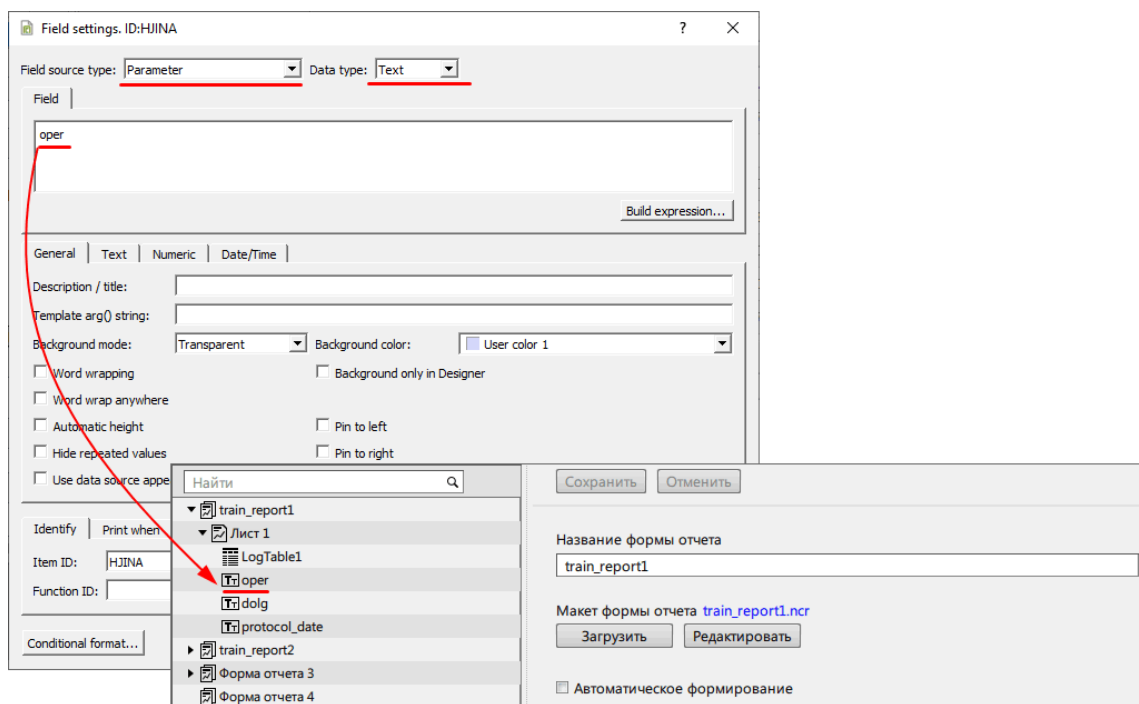 Field settings. ID:HJINA
Field source type: Parameter Data type: Text
Field
oper
Build expression...
General Text Numeric Date/Time
Description / title:
Template arg() string:
Background mode: Transparent Background color: User color 1
Word wrapping Background only in Designer
Word wrap anywhere
Automatic height Pin to left
Hide repeated values Pin to right
Use data source appe
Identify Print when
Item ID: HJINA
Function ID:
Conditional format...
Найти
train_report1
Лист 1
LogTable1
oper
dolg
protocol_date
train_report2
Форма отчета 3
Форма отчета 4
Сохранить Отменить
Название формы отчета
train_report1
Макет формы отчета train_report1.ncr
Загрузить Редактировать
Автоматическое формирование